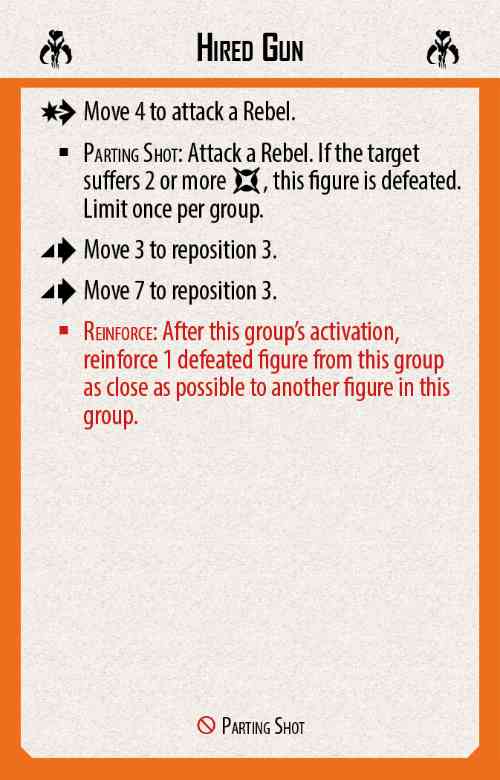 Hired Gun
Move 4 to attack a Rebel.
Parting Shot: Attack a Rebel. If the target
suffers 2 or more , this figure is defeated.
Limit once per group.
Move 3 to reposition 3.
Move 7 to reposition 3.
Reinforce: After this group's activation,
reinforce 1 defeated figure from this group
as close as possible to another figure in this
group.
Parting Shot